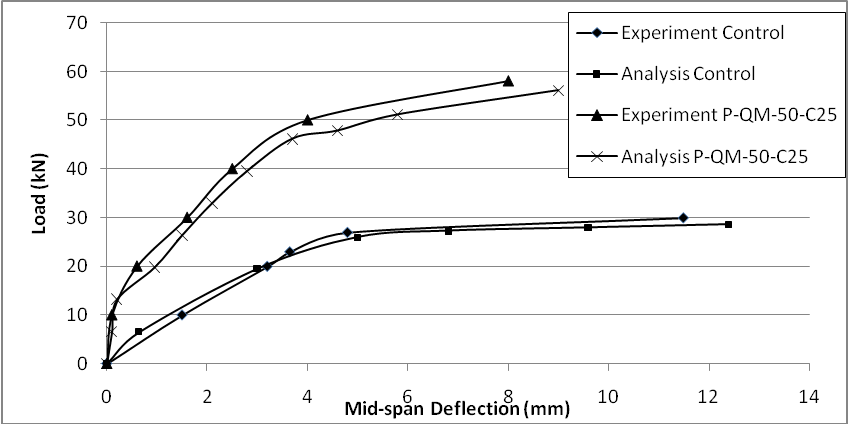 70
60
50
40
30
20
10
0
Load (kN)
0 2 4 6 8 10 12 14
Mid-span Deflection (mm)
Experiment Control
Analysis Control
Experiment P-QM-50-C25
Analysis P-QM-50-C25